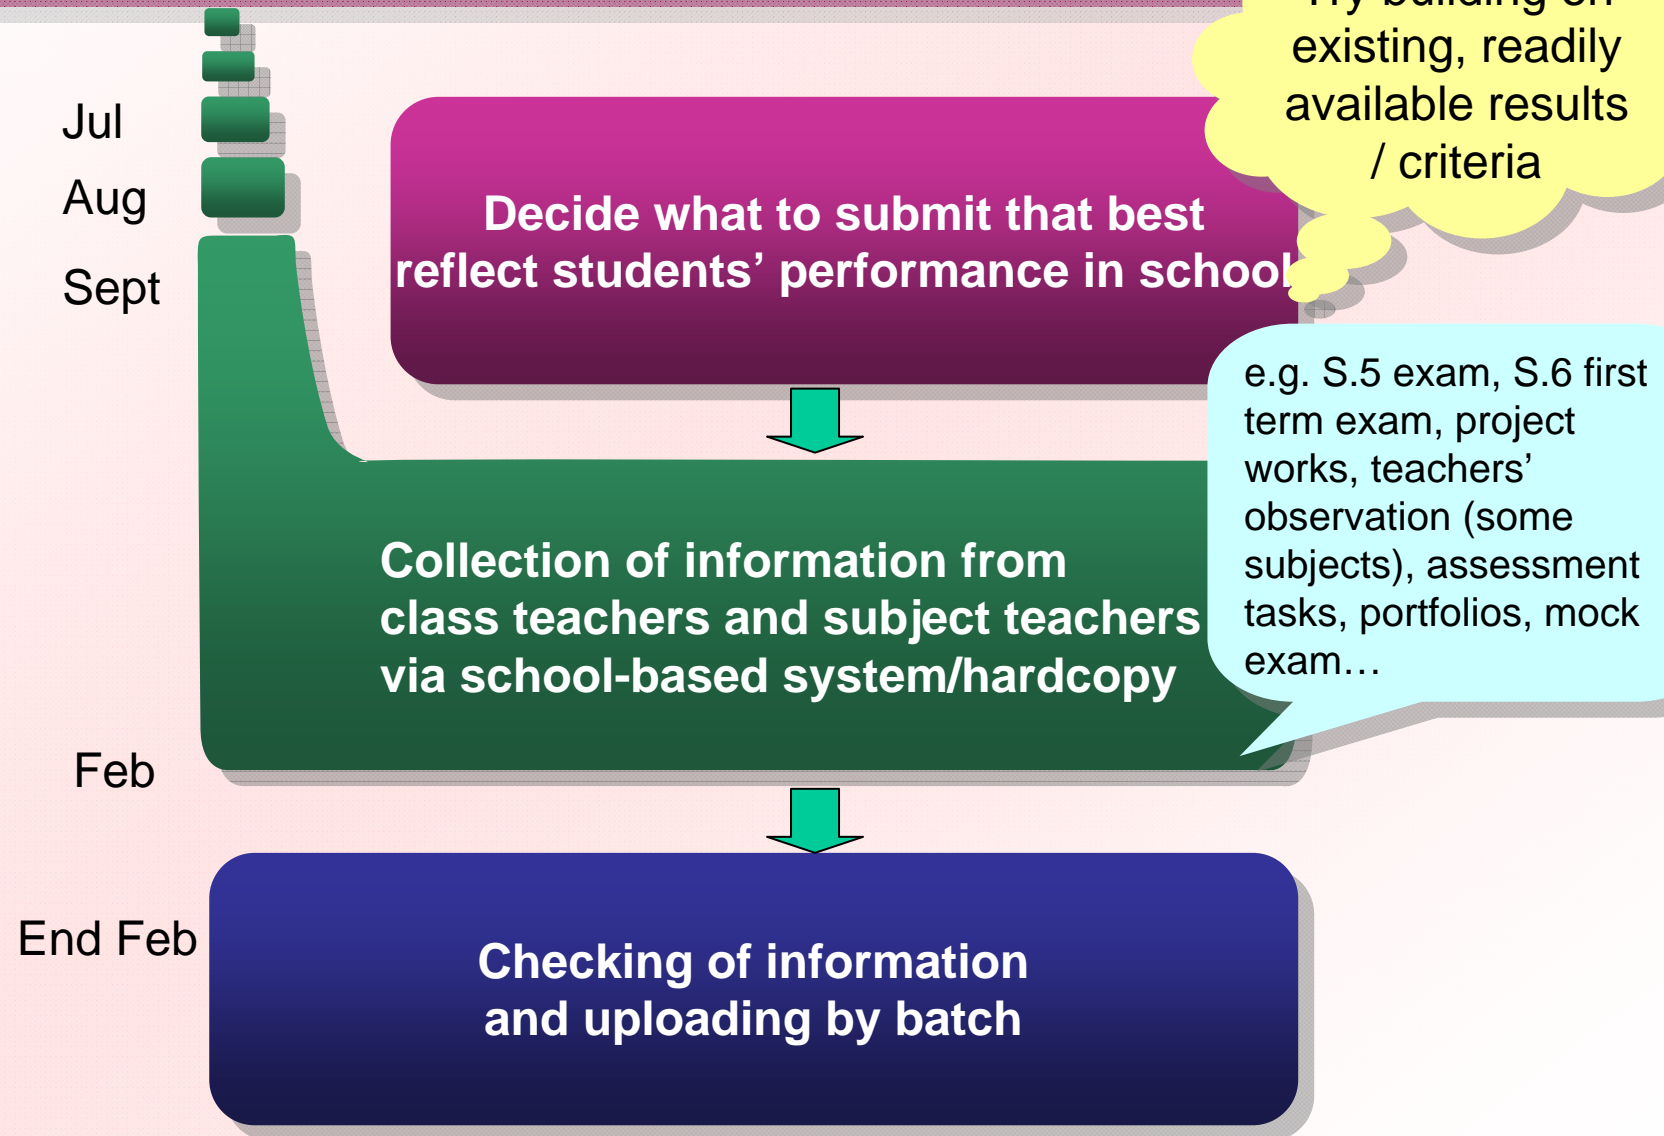 Try building on
existing, readily
available results
/ criteria
Jul
Aug
Sept
Decide what to submit that best
reflect students’ performance in school
e.g. S.5 exam, S.6 first
term exam, project
works, teachers’
observation (some
subjects), assessment
tasks, portfolios, mock
exam…
Collection of information from
class teachers and subject teachers
via school-based system/hardcopy
Feb
End Feb
Checking of information
and uploading by batch